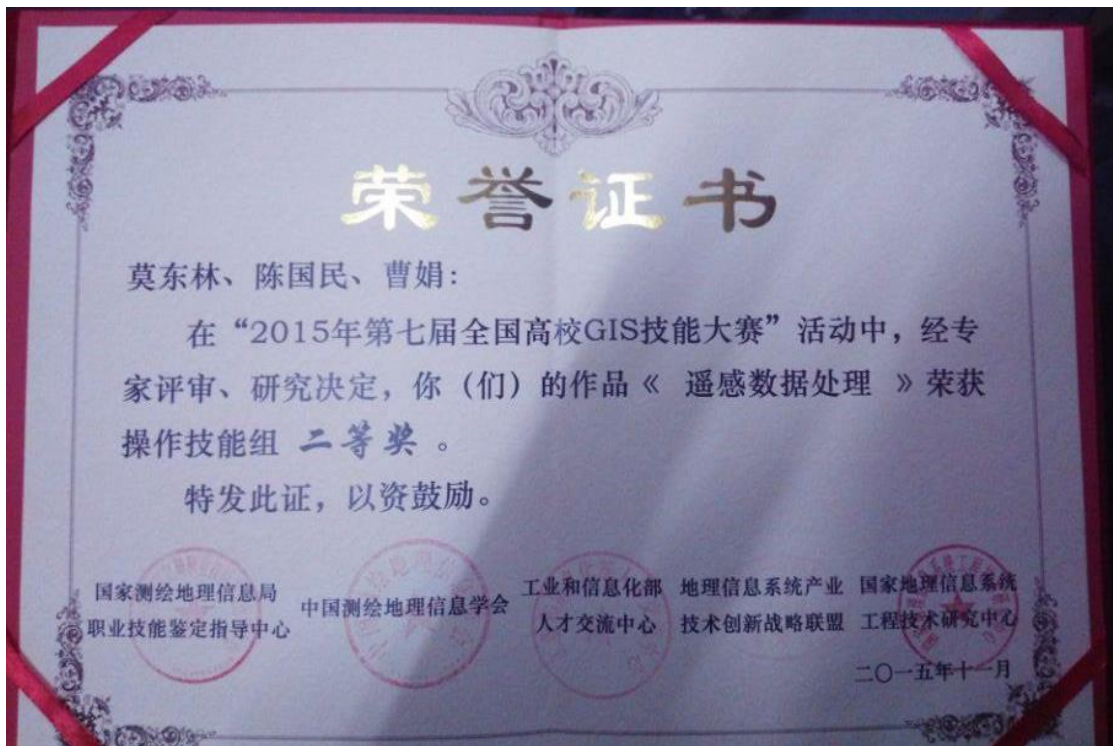 荣誉证书
莫东林、陈国民、曹娟：
在“2015年第七届全国高校GIS技能大赛”活动中，经专
家评审、研究决定，你（们）的作品《 遥感数据处理 》荣获
操作技能组 二等奖 。
特发此证，以资鼓励。
国家测绘地理信息局
职业技能鉴定指导中心
中国测绘地理信息学会
工业和信息化部
人才交流中心
地理信息系统产业
技术创新战略联盟
国家地理信息系统
工程技术研究中心
二〇一五年十一月